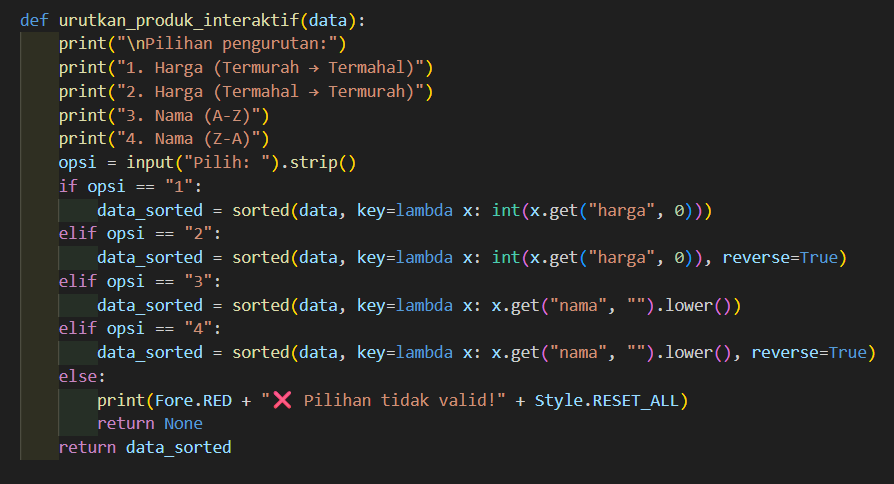 def urutkan_produk_interaktif(data):
    print("\nPilihan pengurutan:")
    print("1. Harga (Termurah → Termahal)")
    print("2. Harga (Termahal → Termurah)")
    print("3. Nama (A-Z)")
    print("4. Nama (Z-A)")
    opsi = input("Pilih: ").strip()
    if opsi == "1":
        data_sorted = sorted(data, key=lambda x: int(x.get("harga", 0)))
    elif opsi == "2":
        data_sorted = sorted(data, key=lambda x: int(x.get("harga", 0)), reverse=True)
    elif opsi == "3":
        data_sorted = sorted(data, key=lambda x: x.get("nama", "").lower())
    elif opsi == "4":
        data_sorted = sorted(data, key=lambda x: x.get("nama", "").lower(), reverse=True)
    else:
        print(Fore.RED + "❌ Pilihan tidak valid!" + Style.RESET_ALL)
        return None
    return data_sorted